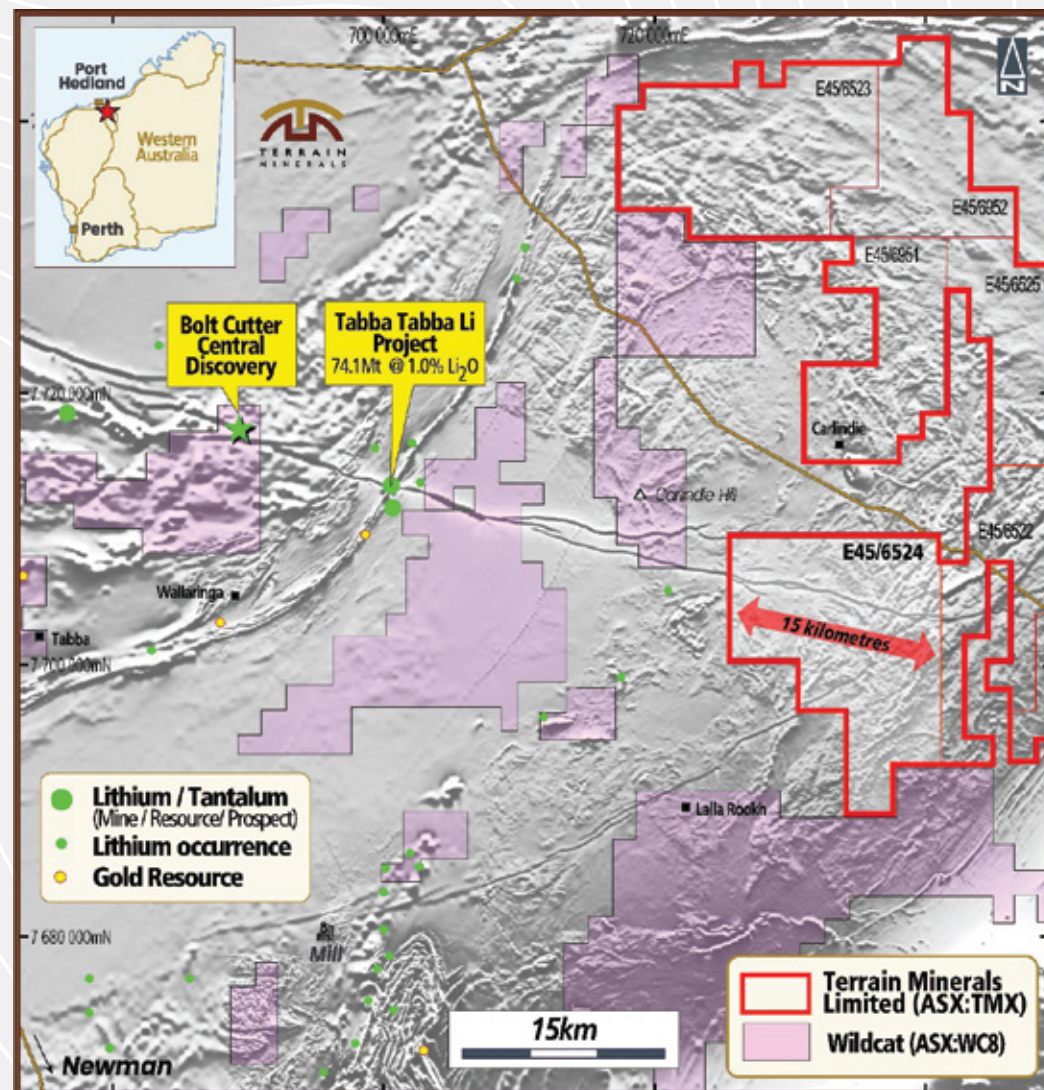 700 000mE
720 000mE
Port
Hedland
Western
Australia
Perth
TERRAIN
MINERALS
N
E45/6523
E45/6952
E45/6951
E45/6525
Bolt Cutter
Central
Discovery
Tabba Tabba Li
Project
74.1Mt @ 1.0% Li₂O
7 720 000mN
Carlindie
Carlindie Hill
E45/6522
E45/6524
Wallaringa
Tabba
15 kilometres
7 700 000mN
Lalla Rookh
Lithium / Tantalum
(Mine / Resource/ Prospect)
Lithium occurrence
Gold Resource
7 680 000mN
Mill
Newman
15km
Terrain Minerals
Limited (ASX:TMX)
Wildcat (ASX:WC8)